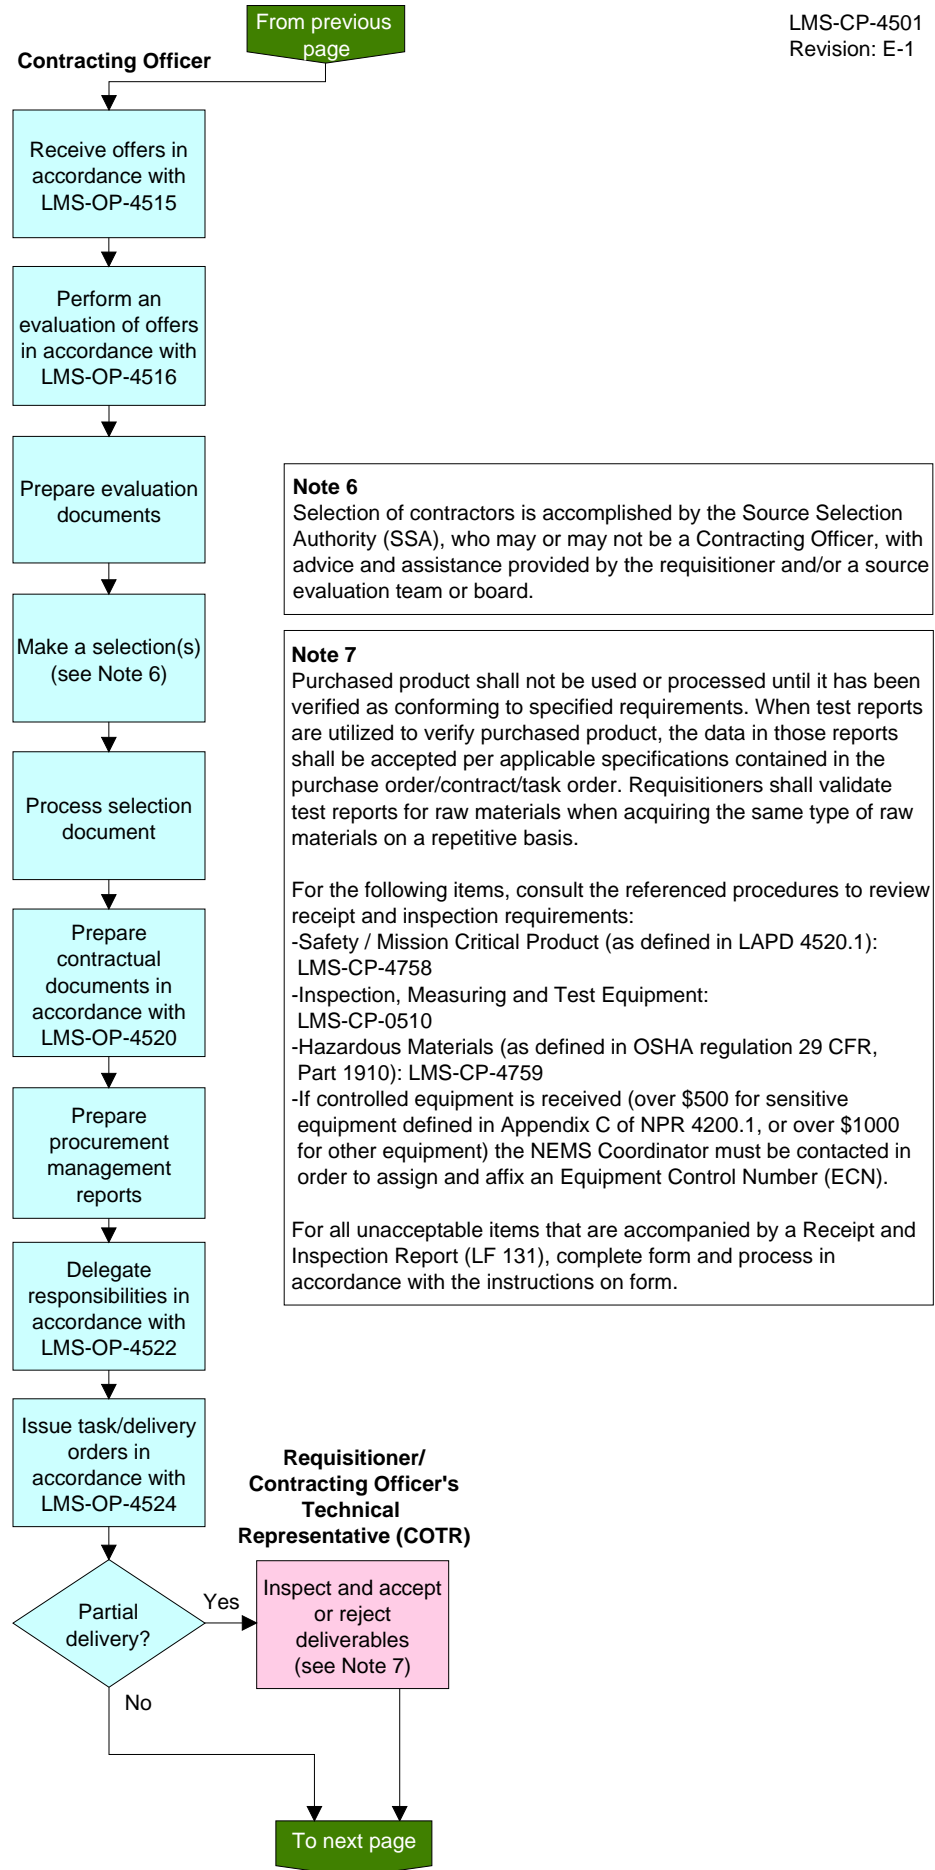 From previous
page
LMS-CP-4501
Revision: E-1
Contracting Officer
Receive offers in
accordance with
LMS-OP-4515
Perform an
evaluation of offers
in accordance with
LMS-OP-4516
Prepare evaluation
documents
Make a selection(s)
(see Note 6)
Process selection
document
Prepare
contractual
documents in
accordance with
LMS-OP-4520
Prepare
procurement
management
reports
Delegate
responsibilities in
accordance with
LMS-OP-4522
Issue task/delivery
orders in
accordance with
LMS-OP-4524
Partial
delivery?
Yes
No
Note 6
Selection of contractors is accomplished by the Source Selection
Authority (SSA), who may or may not be a Contracting Officer, with
advice and assistance provided by the requisitioner and/or a source
evaluation team or board.
Note 7
Purchased product shall not be used or processed until it has been
verified as conforming to specified requirements. When test reports
are utilized to verify purchased product, the data in those reports
shall be accepted per applicable specifications contained in the
purchase order/contract/task order. Requisitioners shall validate
test reports for raw materials when acquiring the same type of raw
materials on a repetitive basis.
For the following items, consult the referenced procedures to review
receipt and inspection requirements:
-Safety / Mission Critical Product (as defined in LAPD 4520.1):
LMS-CP-4758
-Inspection, Measuring and Test Equipment:
LMS-CP-0510
-Hazardous Materials (as defined in OSHA regulation 29 CFR,
Part 1910): LMS-CP-4759
-If controlled equipment is received (over $500 for sensitive
equipment defined in Appendix C of NPR 4200.1, or over $1000
for other equipment) the NEMS Coordinator must be contacted in
order to assign and affix an Equipment Control Number (ECN).
For all unacceptable items that are accompanied by a Receipt and
Inspection Report (LF 131), complete form and process in
accordance with the instructions on form.
Requisitioner/
Contracting Officer's
Technical
Representative (COTR)
Inspect and accept
or reject
deliverables
(see Note 7)
To next page